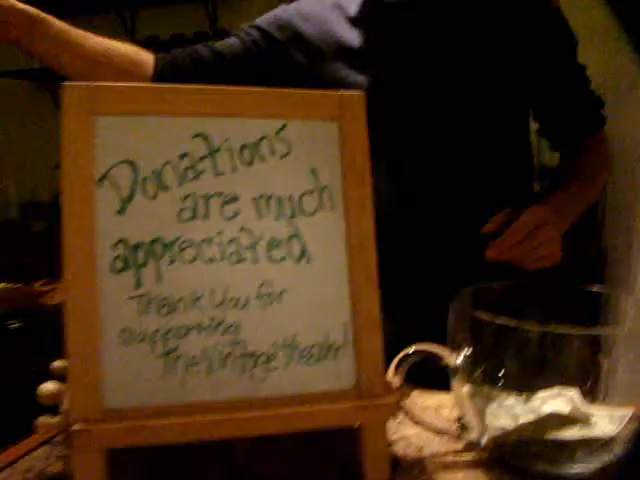 Donations
are much
appreciated
Thank You for
supporting
The Vintage theater!